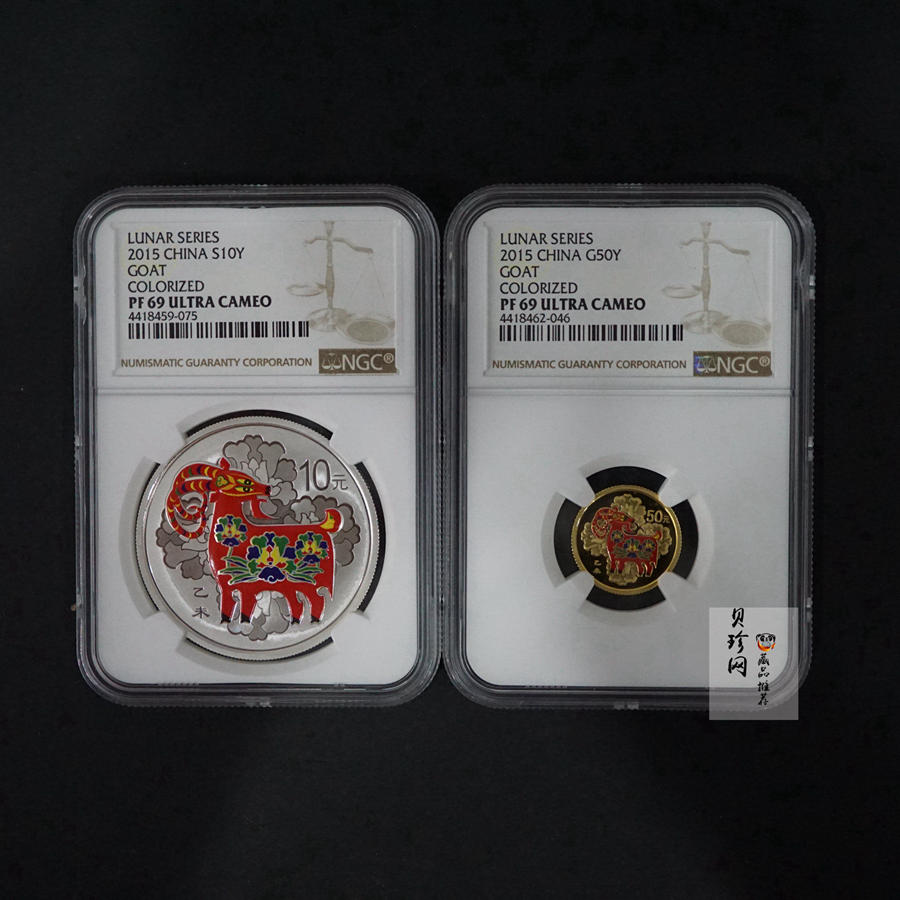 LUNAR SERIES
2015 CHINA S10Y
GOAT
COLORIZED
PF 69 ULTRA CAMEO
4418459-075
NUMISMATIC GUARANTY CORPORATION
NGC®
10元
乙未
LUNAR SERIES
2015 CHINA G50Y
GOAT
COLORIZED
PF 69 ULTRA CAMEO
4418462-046
NUMISMATIC GUARANTY CORPORATION
NGC®
50元
乙未
贝珍网
藏品推荐